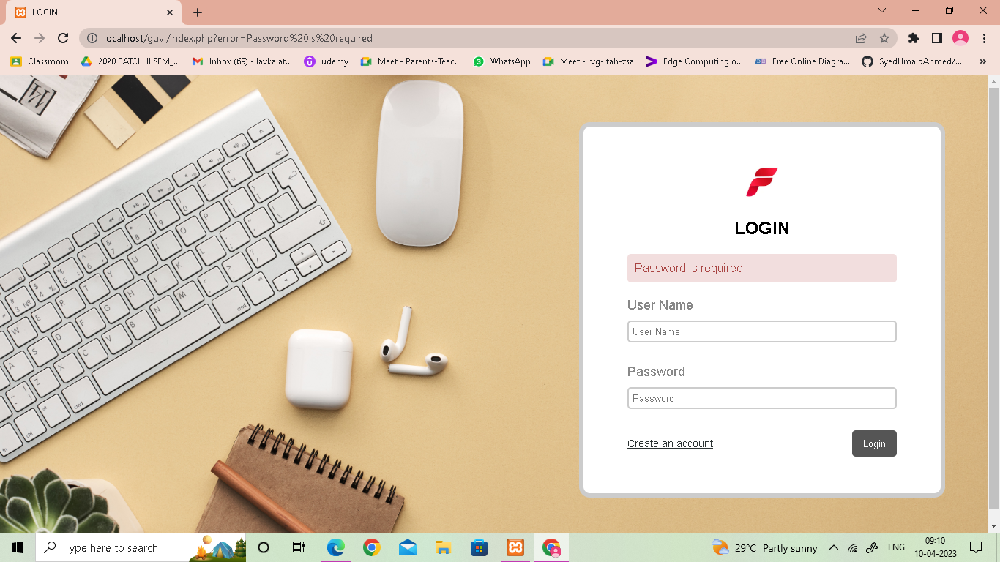 LOGIN
localhost/guvi/index.php?error=Password%20is%20required
Classroom
2020 BATCH II SEM_...
Inbox (69) - lavkalat...
udemy
Meet - Parents-Teac...
3
WhatsApp
Meet - rvg-itab-zsa
Edge Computing o...
Free Online Diagra...
SyedUmaidAhmed/...
»
LOGIN
Password is required
User Name
User Name
Password
Password
Create an account
Login
Type here to search
29°C Partly sunny
ENG
09:10
10-04-2023